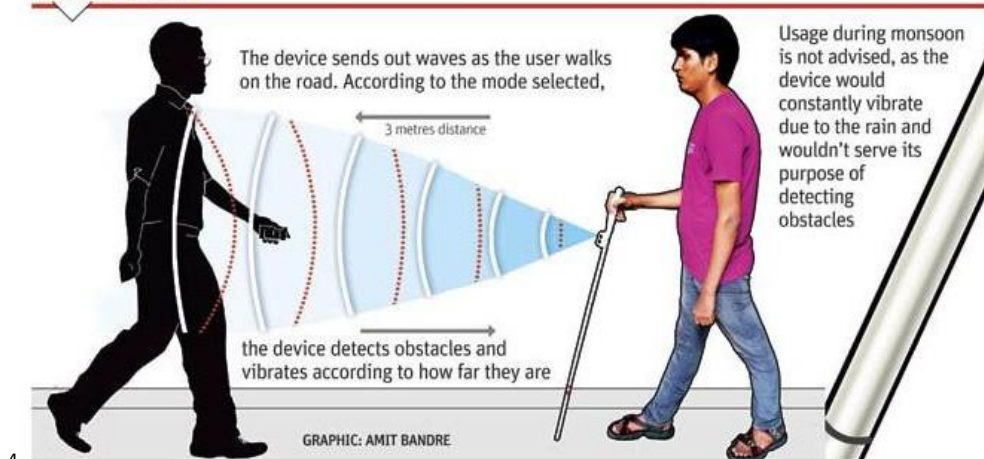 The device sends out waves as the user walks
on the road. According to the mode selected,
3 metres distance
the device detects obstacles and
vibrates according to how far they are
Usage during monsoon
is not advised, as the
device would
constantly vibrate
due to the rain and
wouldn't serve its
purpose of
detecting
obstacles
GRAPHIC: AMIT BANDRE
4